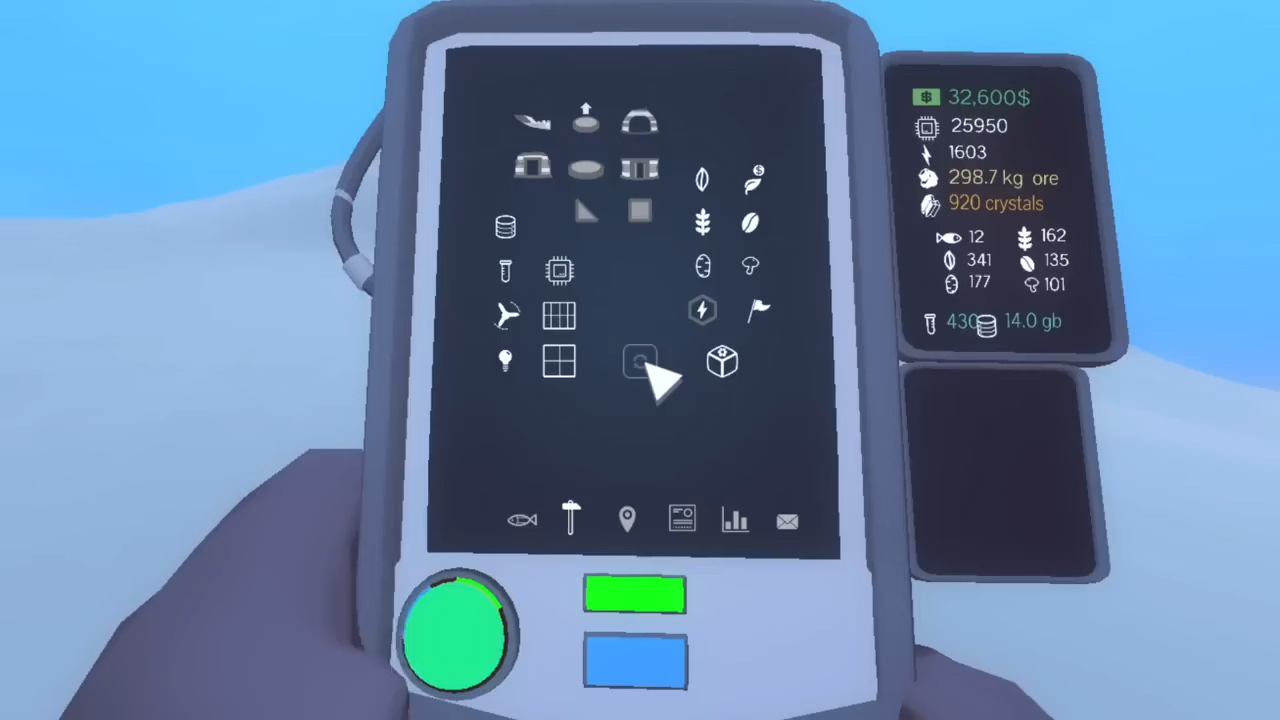 32,600$
25950
1603
298.7 kg ore
920 crystals
12 162
341 135
177 101
430 14.0 gb